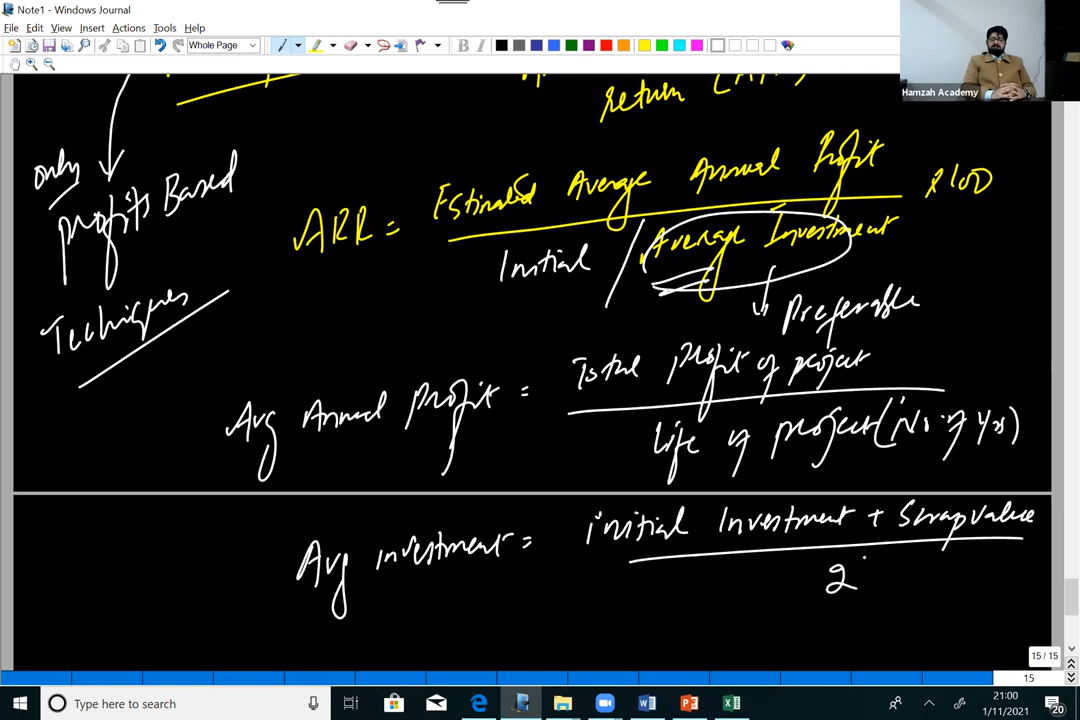 Note1 - Windows Journal
File Edit View Insert Actions Tools Help
Whole Page
B I
Hamzah Academy
return
only
profits Based
Techiques
ARR = Estimated Average Annual Profit x100
Initial / Average Investment
Preferable
Avg Annual profit = Total profit of project
life of project (No. of Yrs)
Avg investment = initial Investment + Scrap value
2
15 / 15
15
Type here to search
21:00
1/11/2021
20